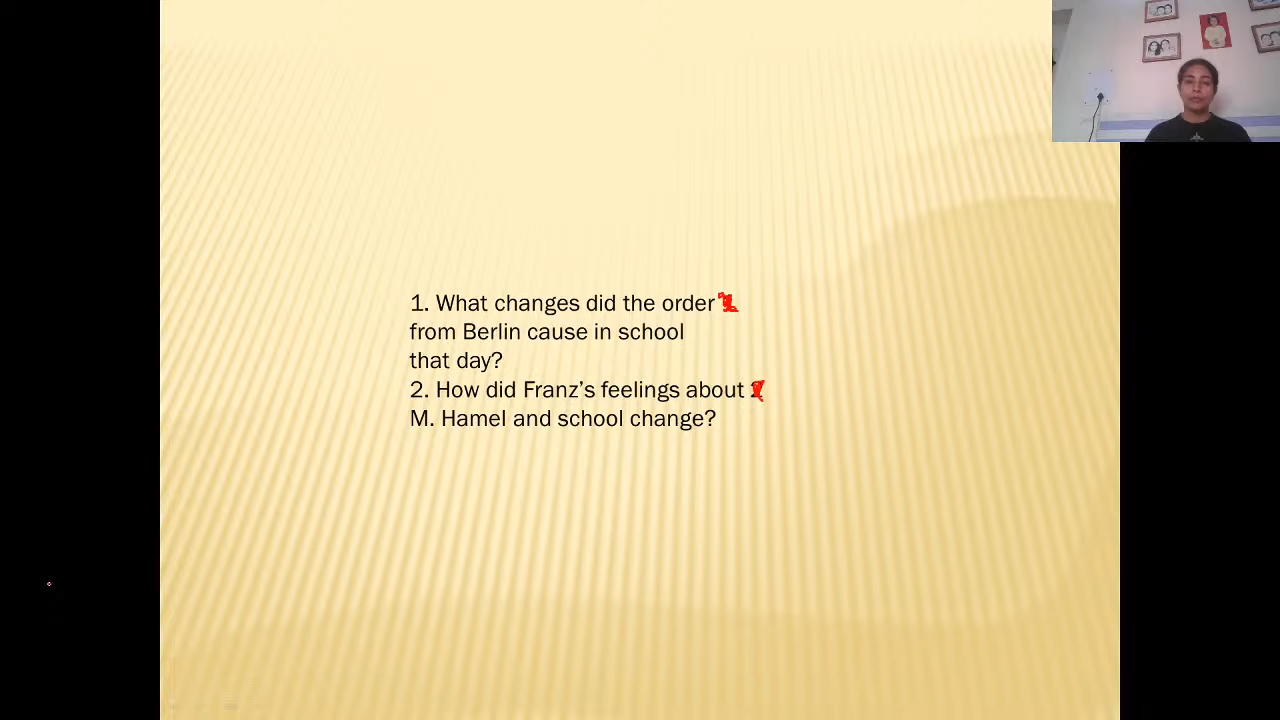 1. What changes did the order
from Berlin cause in school
that day?
2. How did Franz’s feelings about
M. Hamel and school change?